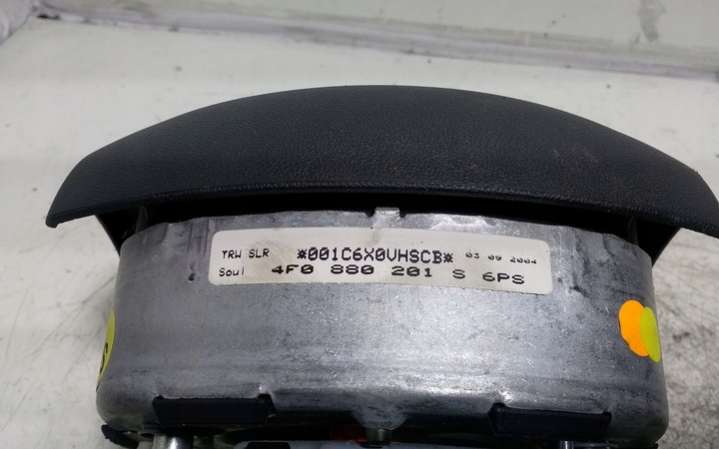 TRW SLR *001C6X0VHSCB* 03 09 2004
Soul 4F0 880 201 S 6PS